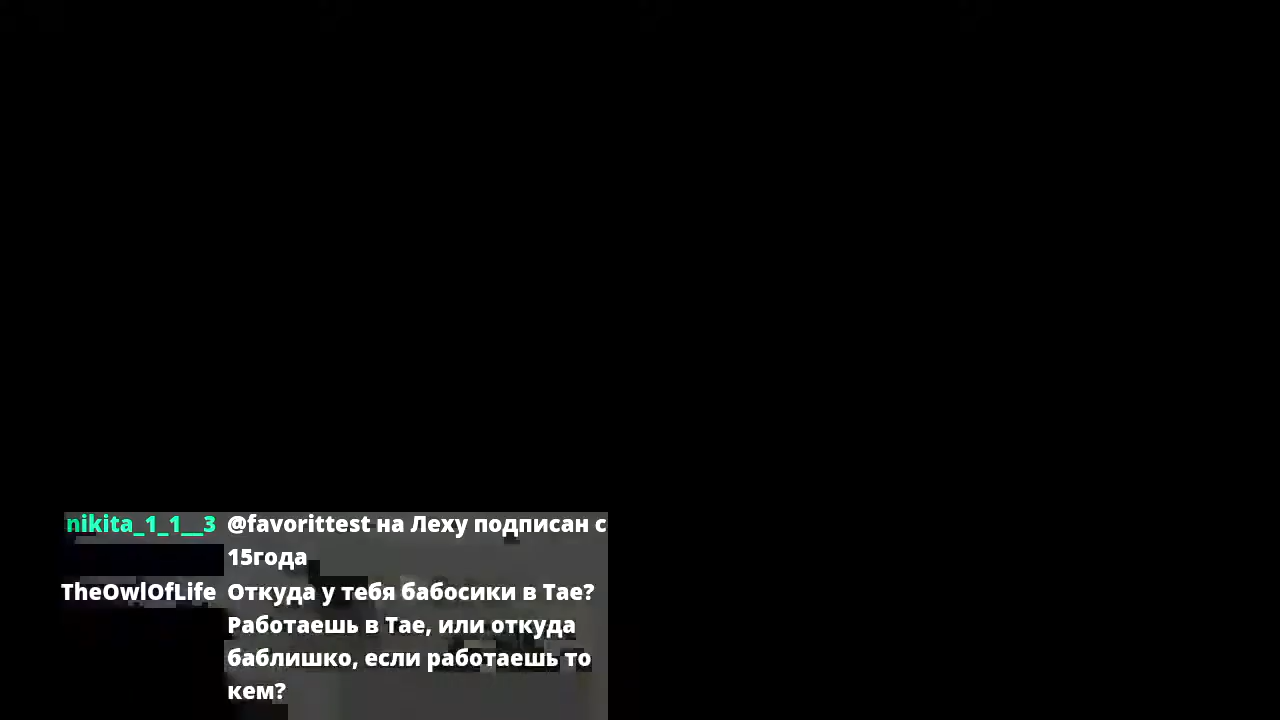 nikita_1_1__3 @favorittest на Леху подписан с
15года
TheOwlOfLife Откуда у тебя бабосики в Тае?
Работаешь в Тае, или откуда
баблишко, если работаешь то
кем?